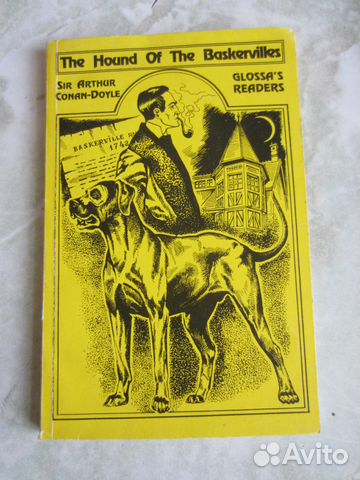 The Hound Of The Baskervilles
Sir Arthur
Conan-Doyle
Glossa's
Readers
BASKERVILLE
1742
Avito